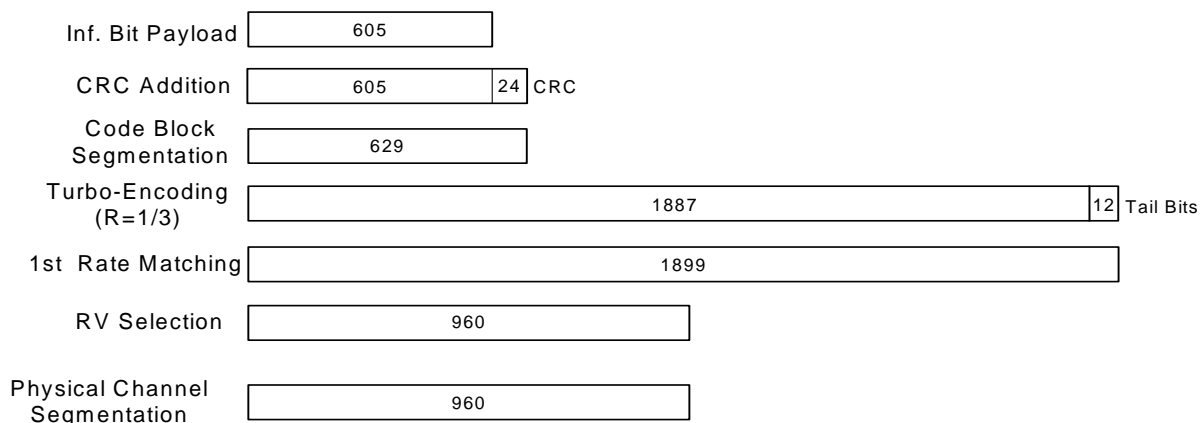 Inf. Bit Payload 605
CRC Addition 605 24 CRC
Code Block
Segmentation 629
Turbo-Encoding
(R=1/3) 1887 12 Tail Bits
1st Rate Matching 1899
RV Selection 960
Physical Channel
Segmentation 960